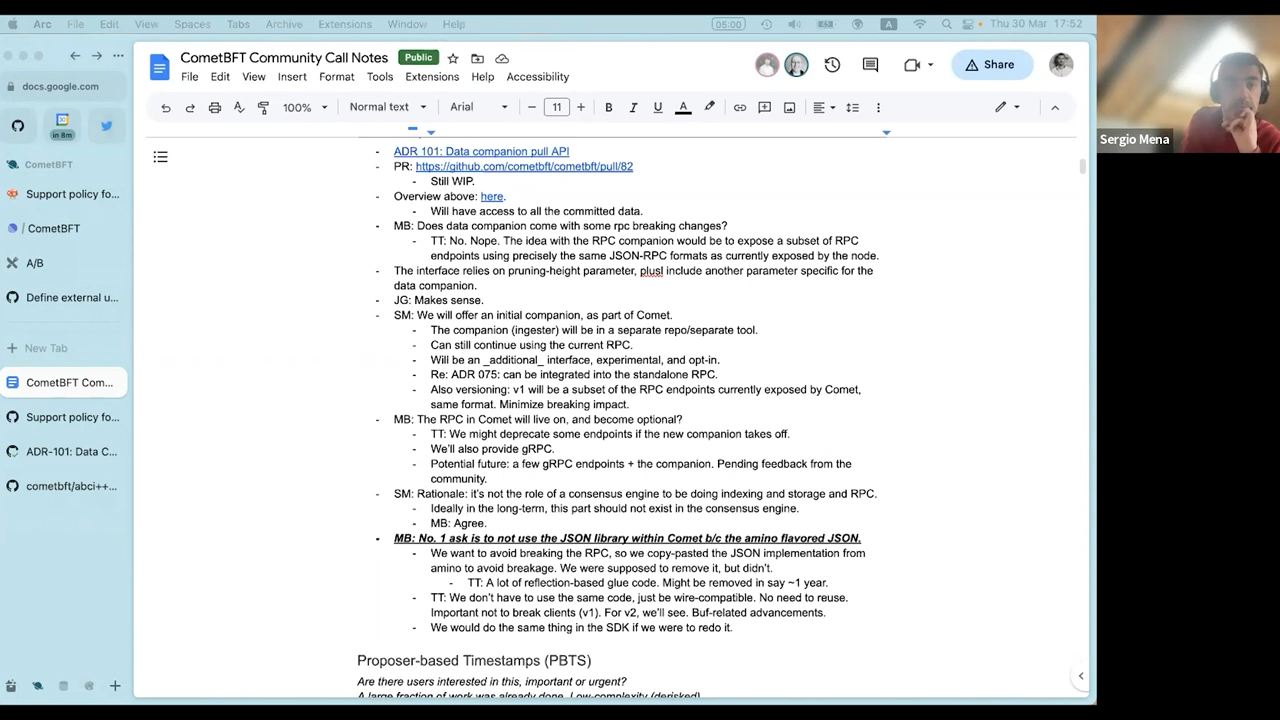 Arc File Edit View Spaces Tabs Archive Extensions Window Help 05:00 A Thu 30 Mar 17:52
docs.google.com
in 8m
CometBFT
Support policy fo...
/ CometBFT
A/B
Define external u...
New Tab
CometBFT Com...
Support policy fo...
ADR-101: Data C...
cometbft/abci++...
CometBFT Community Call Notes Public
File Edit View Insert Format Tools Extensions Help Accessibility
Share
100% Normal text Arial 11 B I U A
- ADR 101: Data companion pull API
- PR: https://github.com/cometbft/cometbft/pull/82
- Still WIP.
- Overview above: here.
- Will have access to all the committed data.
- MB: Does data companion come with some rpc breaking changes?
- TT: No. Nope. The idea with the RPC companion would be to expose a subset of RPC
endpoints using precisely the same JSON-RPC formats as currently exposed by the node.
- The interface relies on pruning-height parameter, plusl include another parameter specific for the
data companion.
- JG: Makes sense.
- SM: We will offer an initial companion, as part of Comet.
- The companion (ingester) will be in a separate repo/separate tool.
- Can still continue using the current RPC.
- Will be an _additional_ interface, experimental, and opt-in.
- Re: ADR 075: can be integrated into the standalone RPC.
- Also versioning: v1 will be a subset of the RPC endpoints currently exposed by Comet,
same format. Minimize breaking impact.
- MB: The RPC in Comet will live on, and become optional?
- TT: We might deprecate some endpoints if the new companion takes off.
- We'll also provide gRPC.
- Potential future: a few gRPC endpoints + the companion. Pending feedback from the
community.
- SM: Rationale: it's not the role of a consensus engine to be doing indexing and storage and RPC.
- Ideally in the long-term, this part should not exist in the consensus engine.
- MB: Agree.
- MB: No. 1 ask is to not use the JSON library within Comet b/c the amino flavored JSON.
- We want to avoid breaking the RPC, so we copy-pasted the JSON implementation from
amino to avoid breakage. We were supposed to remove it, but didn't.
- TT: A lot of reflection-based glue code. Might be removed in say ~1 year.
- TT: We don't have to use the same code, just be wire-compatible. No need to reuse.
Important not to break clients (v1). For v2, we'll see. Buf-related advancements.
- We would do the same thing in the SDK if we were to redo it.
Proposer-based Timestamps (PBTS)
Are there users interested in this, important or urgent?
A large fraction of work was already done. Low-complexity (derisked)
Sergio Mena